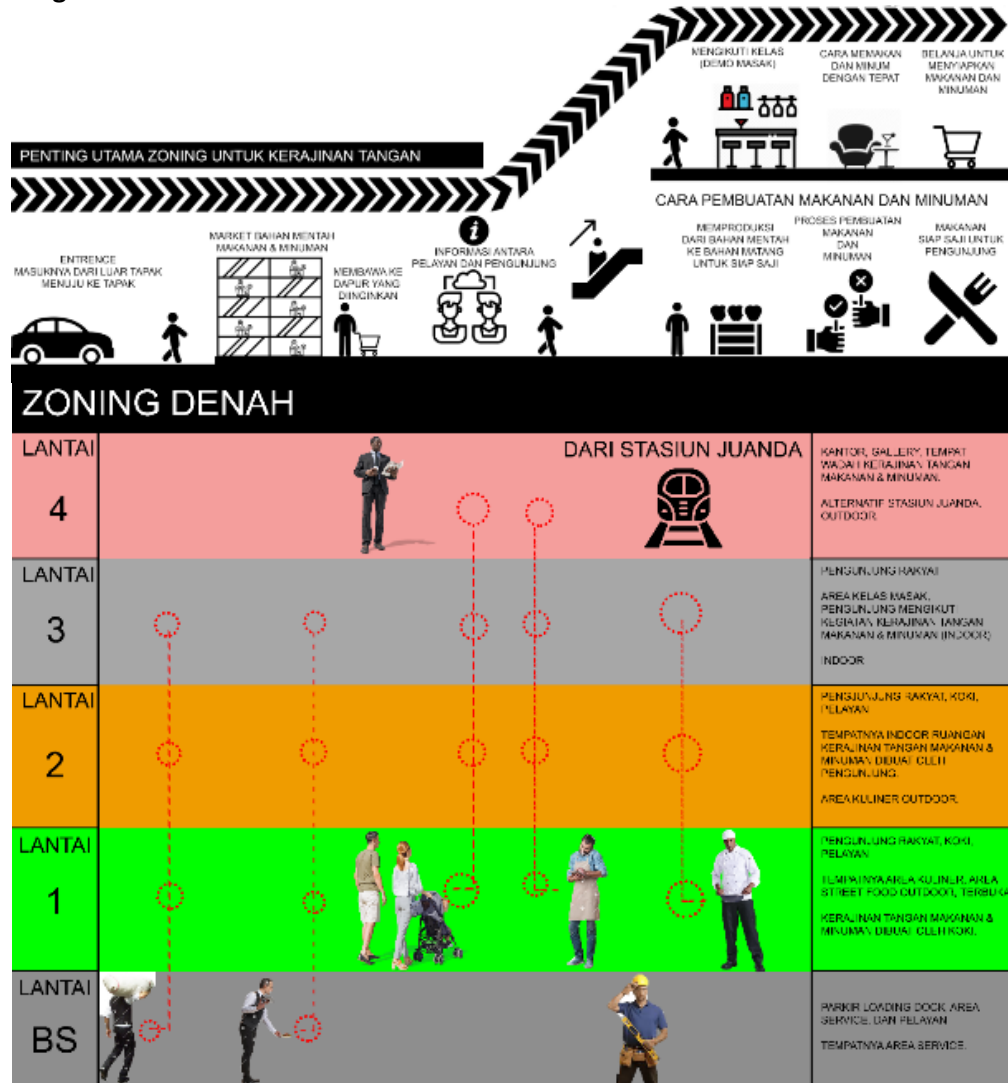 MENGIKUTI KELAS
(DEMO MASAK)
CARA MEMAKAN
DAN MINUM
DENGAN TEPAT
BELANJA UNTUK
MENYIAPKAN
MAKANAN DAN
MINUMAN
PENTING UTAMA ZONING UNTUK KERAJINAN TANGAN
CARA PEMBUATAN MAKANAN DAN MINUMAN
ENTRENCE
MASUKNYA DARI LUAR TAPAK
MENUJU KE TAPAK
MARKET BAHAN MENTAH
MAKANAN & MINUMAN
MEMBAWA KE
DAPUR YANG
DIINGINKAN
i
INFORMASI ANTARA
PELAYAN DAN PENGUNJUNG
MEMPRODUKSI
DARI BAHAN MENTAH
KE BAHAN MATANG
UNTUK SIAP SAJI
PROSES PEMBUATAN
MAKANAN
DAN
MINUMAN
MAKANAN
SIAP SAJI UNTUK
PENGUNJUNG
ZONING DENAH
LANTAI
4
DARI STASIUN JUANDA
KANTOR, GALLERY, TEMPAT
WADAH KERAJINAN TANGAN
MAKANAN & MINUMAN.
ALTERNATIF STASIUN JUANDA,
OUTDOOR
LANTAI
3
PENGUNJUNG RAKYAT
AREA KELAS MASAK,
PENGUNJUNG MENGIKUT
KEGIATAN KERAJINAN TANGAN
MAKANAN & MINUMAN (INDOOR)
INDOOR
LANTAI
2
PENGJUNJUNG RAKYAT, KOKI,
PELAYAN
TEMPATNYA INDOOR RUANGAN
KERAJINAN TANGAN MAKANAN &
MINUMAN DIBUAT OLEH
PENGUNJUNG.
AREA KULINER OUTDOOR.
LANTAI
1
PENGUNJUNG RAKYAT, KOKI,
PELAYAN
TEMPATNYA AREA KULINER, AREA
STREET FOOD OUTDOOR, TERBUKA
KERAJINAN TANGAN MAKANAN &
MINUMAN DIBUAT OLEH KOKI.
LANTAI
BS
PARKIR LOADING DOCK, AREA
SERVICE, DAN PELAYAN
TEMPATNYA AREA SERVICE.